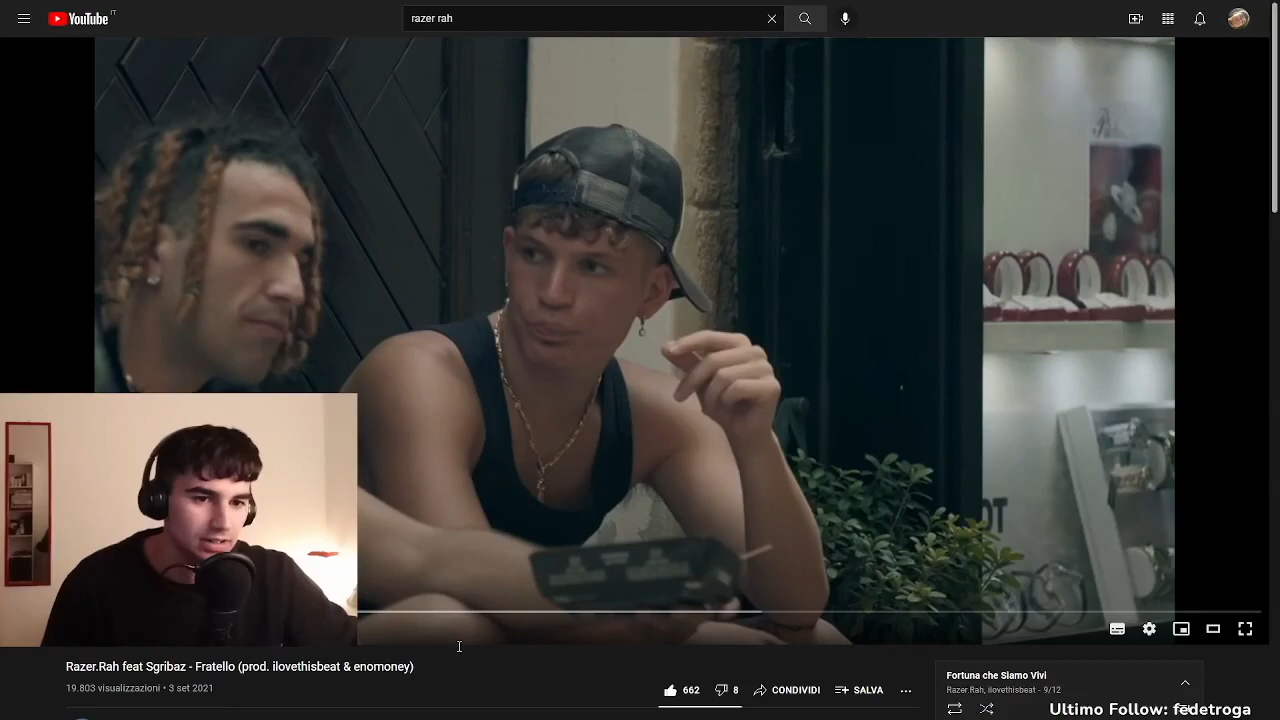 YouTube IT
razer rah
Razer.Rah feat Sgribaz - Fratello (prod. ilovethisbeat & enomoney)
19.803 visualizzazioni • 3 set 2021
662
8
CONDIVIDI
SALVA
Fortuna che Siamo Vivi
Razer.Rah, ilovethisbeat - 9/12
Ultimo Follow: fedetroga